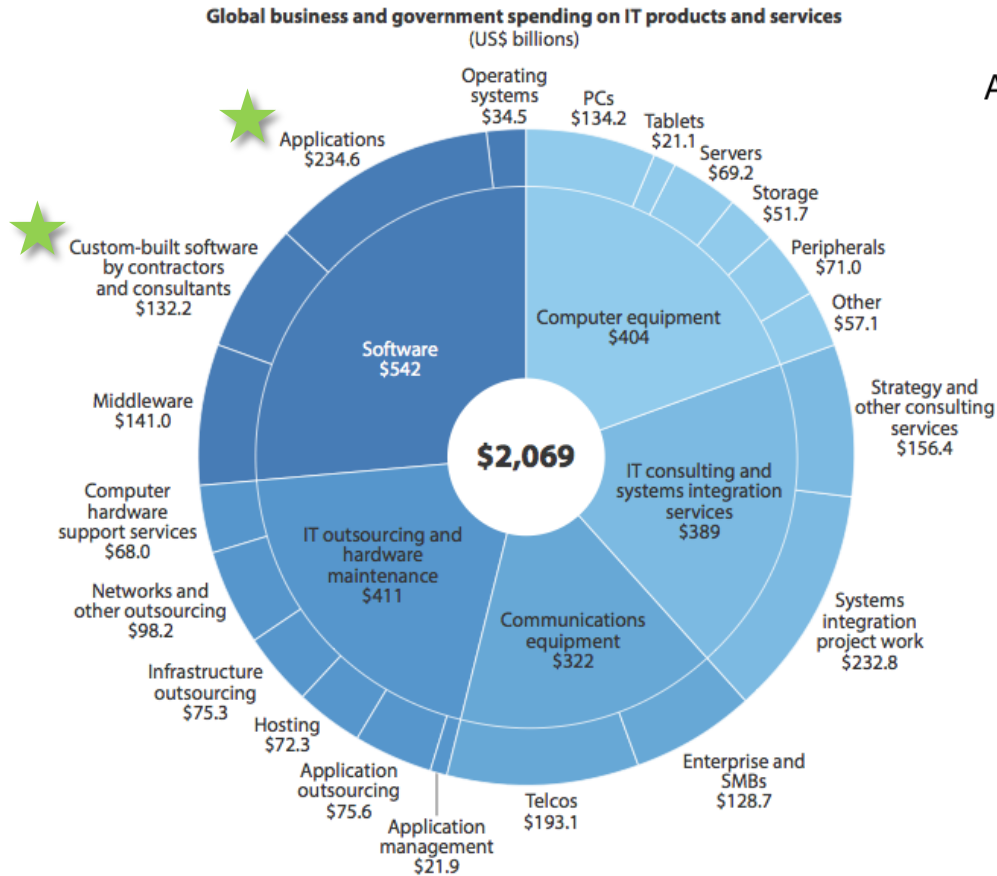 Global business and government spending on IT products and services
(US$ billions)
A
Operating
systems
$34.5
PCs
$134.2
Tablets
$21.1
Servers
$69.2
Storage
$51.7
Peripherals
$71.0
Other
$57.1
Applications
$234.6
Custom-built software
by contractors
and consultants
$132.2
Middleware
$141.0
Computer equipment
$404
Software
$542
$2,069
Strategy and
other consulting
services
$156.4
IT consulting and
systems integration
services
$389
Computer
hardware
support services
$68.0
IT outsourcing and
hardware
maintenance
$411
Networks and
other outsourcing
$98.2
Communications
equipment
$322
Systems
integration
project work
$232.8
Infrastructure
outsourcing
$75.3
Hosting
$72.3
Application
outsourcing
$75.6
Application
management
$21.9
Telcos
$193.1
Enterprise and
SMBs
$128.7